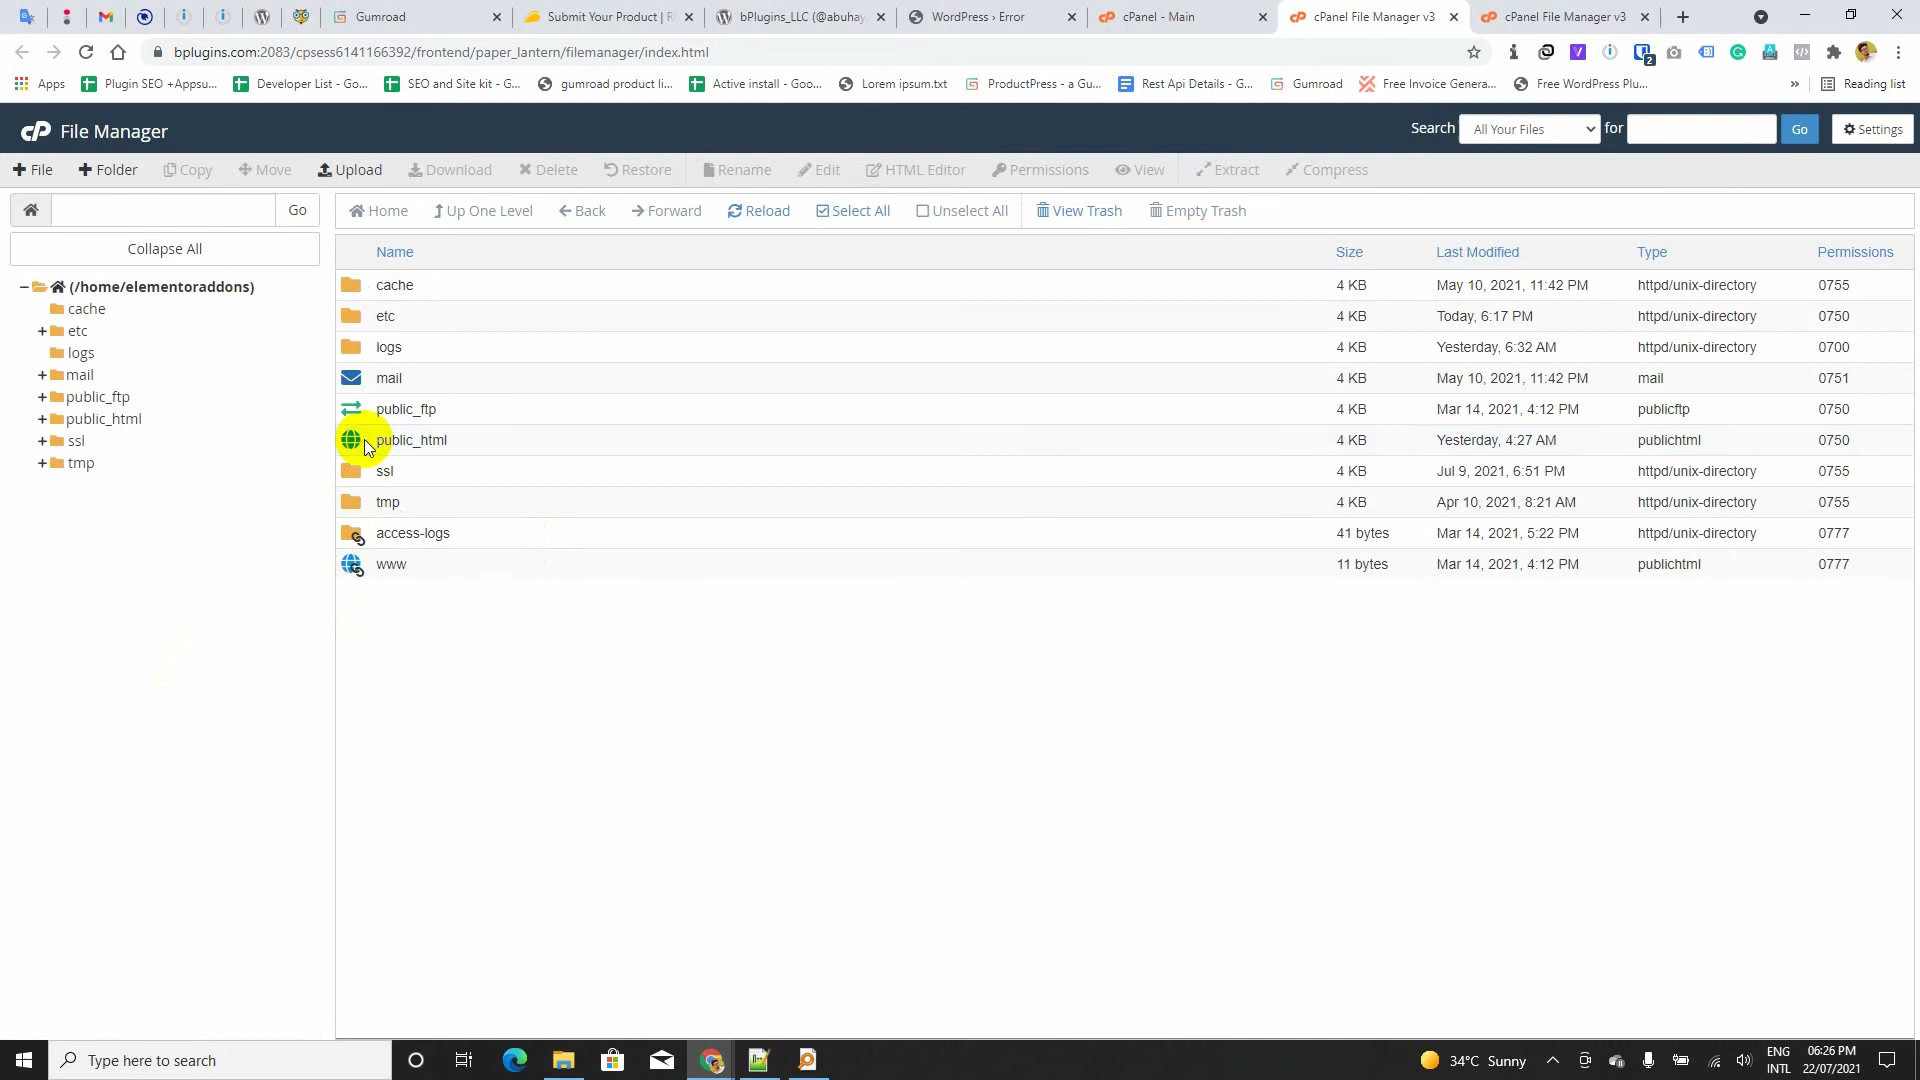 Gumroad
Submit Your Product | R
bPlugins_LLC (@abuhay
WordPress › Error
cPanel - Main
cPanel File Manager v3
cPanel File Manager v3
bplugins.com:2083/cpsess6141166392/frontend/paper_lantern/filemanager/index.html
2
Apps
Plugin SEO +Appsu...
Developer List - Go...
SEO and Site kit - G...
gumroad product li...
Active install - Goo...
Lorem ipsum.txt
ProductPress - a Gu...
Rest Api Details - G...
Gumroad
Free Invoice Genera...
Free WordPress Plu...
»
Reading list
cP File Manager
Search All Your Files for
Go
Settings
File
Folder
Copy
Move
Upload
Download
Delete
Restore
Rename
Edit
HTML Editor
Permissions
View
Extract
Compress
Go
Home
Up One Level
Back
Forward
Reload
Select All
Unselect All
View Trash
Empty Trash
Collapse All
(/home/elementoraddons)
cache
etc
logs
mail
public_ftp
public_html
ssl
tmp
Name Size Last Modified Type Permissions
cache 4 KB May 10, 2021, 11:42 PM httpd/unix-directory 0755
etc 4 KB Today, 6:17 PM httpd/unix-directory 0750
logs 4 KB Yesterday, 6:32 AM httpd/unix-directory 0700
mail 4 KB May 10, 2021, 11:42 PM mail 0751
public_ftp 4 KB Mar 14, 2021, 4:12 PM publicftp 0750
public_html 4 KB Yesterday, 4:27 AM publichtml 0750
ssl 4 KB Jul 9, 2021, 6:51 PM httpd/unix-directory 0755
tmp 4 KB Apr 10, 2021, 8:21 AM httpd/unix-directory 0755
access-logs 41 bytes Mar 14, 2021, 5:22 PM httpd/unix-directory 0777
www 11 bytes Mar 14, 2021, 4:12 PM publichtml 0777
Type here to search
34°C Sunny
ENG
INTL
06:26 PM
22/07/2021